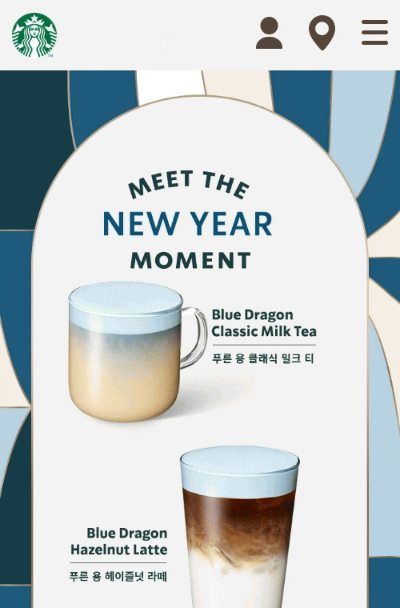 MEET THE
NEW YEAR
MOMENT
Blue Dragon
Classic Milk Tea
푸른 용 클래식 밀크 티
Blue Dragon
Hazelnut Latte
푸른 용 헤이즐넛 라떼